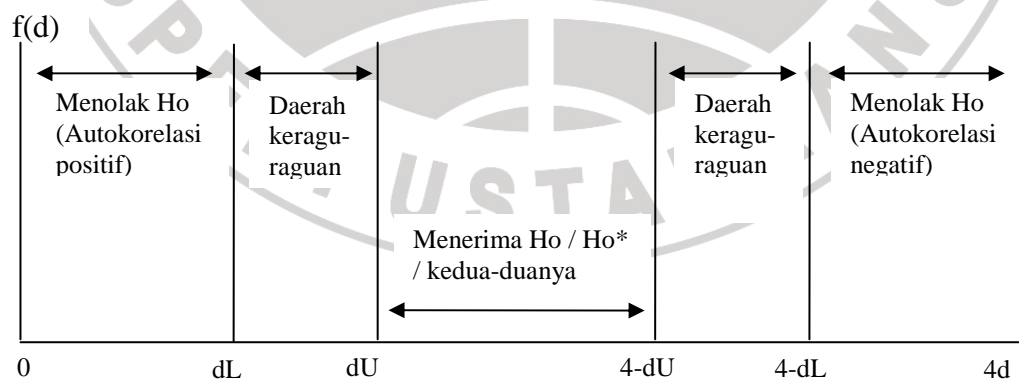 f(d)
Menolak Ho
(Autokorelasi
positif)
Daerah
keragu-
raguan
Menerima Ho / Ho*
/ kedua-duanya
Daerah
keragu-
raguan
Menolak Ho
(Autokorelasi
negatif)
0 dL dU 4-dU 4-dL 4d